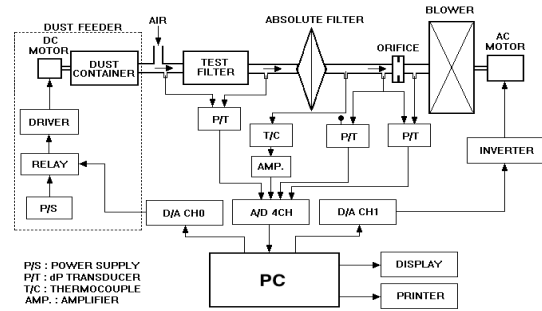 DUST FEEDER
AIR
ABSOLUTE FILTER
BLOWER
DC
MOTOR
DUST
CONTAINER
TEST
FILTER
ORIFICE
AC
MOTOR
DRIVER
P/T
T/C
P/T
P/T
RELAY
AMP.
INVERTER
P/S
D/A CH0
A/D 4CH
D/A CH1
P/S : POWER SUPPLY
P/T : dP TRANSDUCER
T/C : THERMOCOUPLE
AMP. : AMPLIFIER
PC
DISPLAY
PRINTER